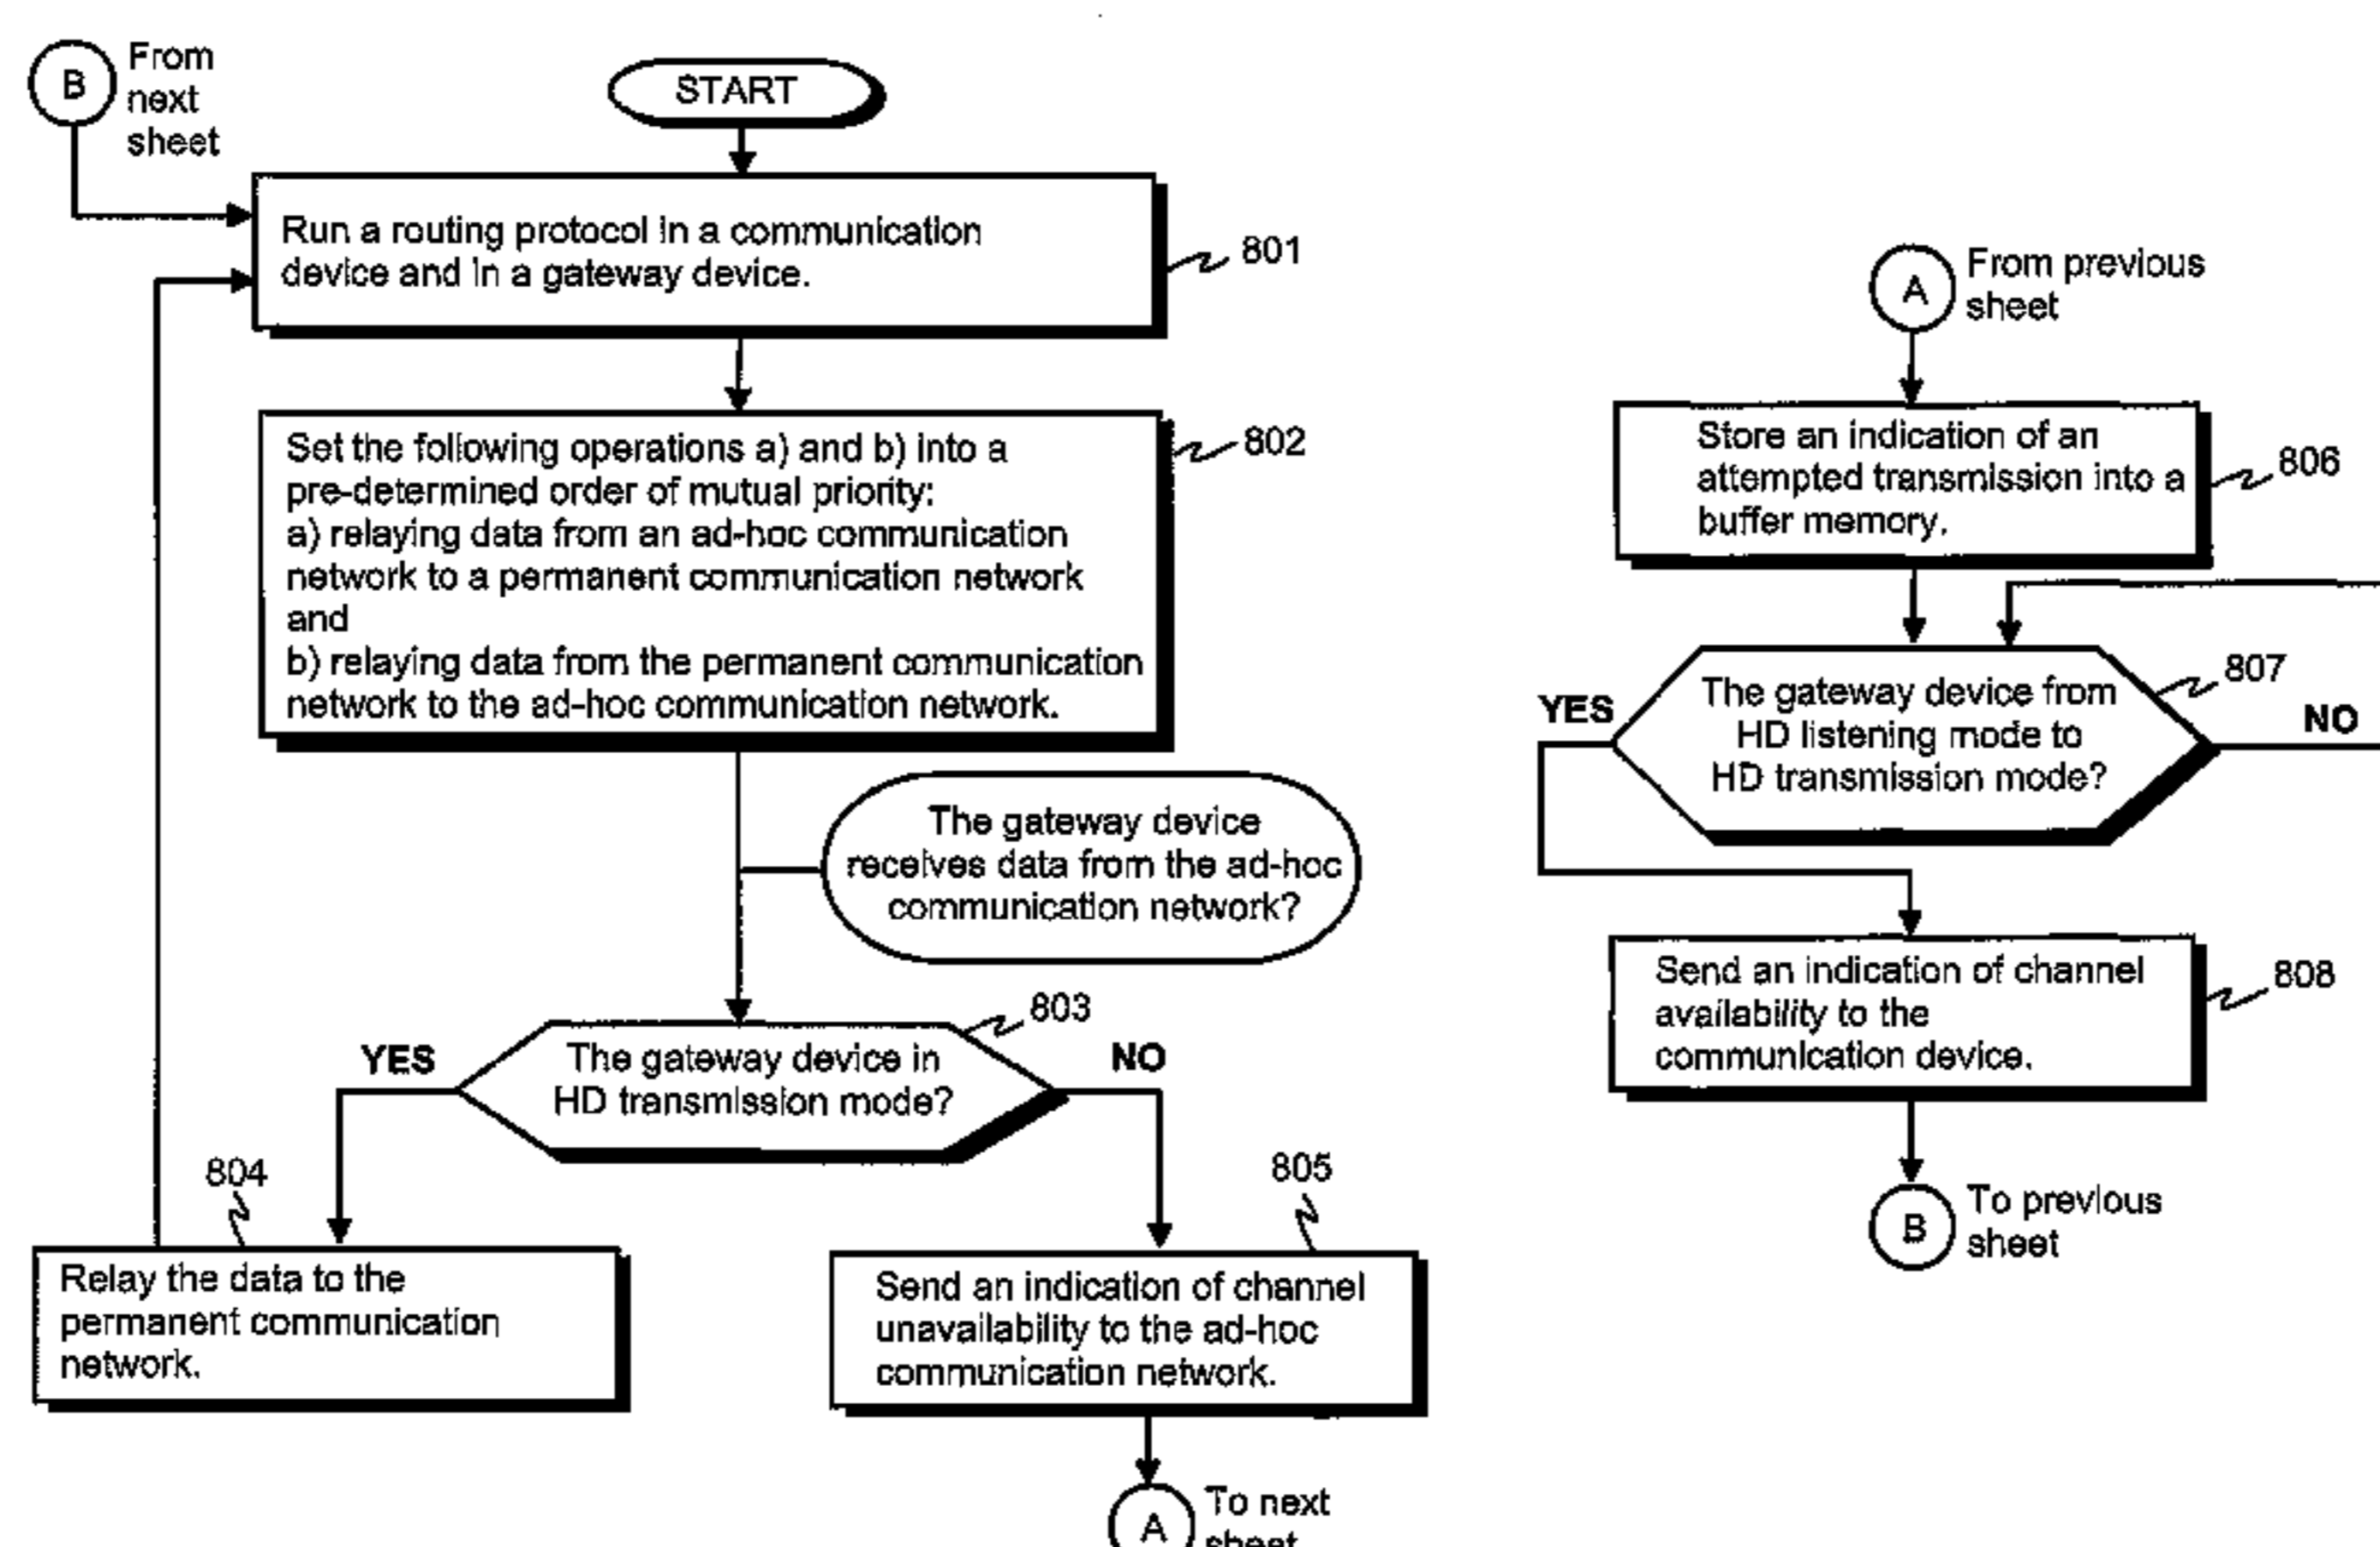 B
From
next
sheet
START
Run a routing protocol in a communication
device and in a gateway device.
801
Set the following operations a) and b) into a
pre-determined order of mutual priority:
a) relaying data from an ad-hoc communication
network to a permanent communication network
and
b) relaying data from the permanent communication
network to the ad-hoc communication network.
802
The gateway device
receives data from the ad-hoc
communication network?
803
The gateway device in
HD transmission mode?
YES
NO
804
Relay the data to the
permanent communication
network.
805
Send an indication of channel
unavailability to the ad-hoc
communication network.
A
To next
sheet
A
From previous
sheet
Store an indication of an
attempted transmission into a
buffer memory.
806
The gateway device from
HD listening mode to
HD transmission mode?
807
YES
NO
Send an indication of channel
availability to the
communication device.
808
B
To previous
sheet